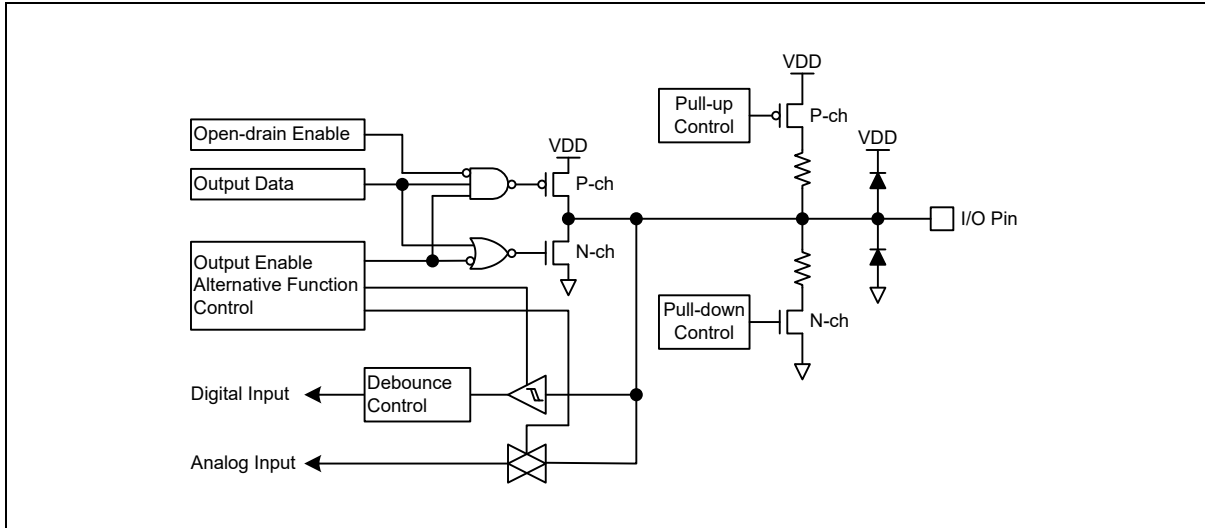 VDD
Pull-up
Control
P-ch
Open-drain Enable
VDD
VDD
Output Data
P-ch
I/O Pin
Output Enable
Alternative Function
Control
N-ch
Pull-down
Control
N-ch
Digital Input
Debounce
Control
Analog Input